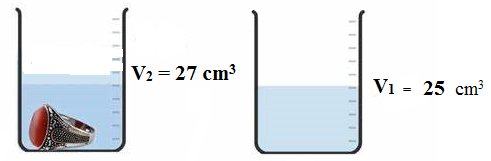 V₂ = 27 cm³
V1 = 25 cm³